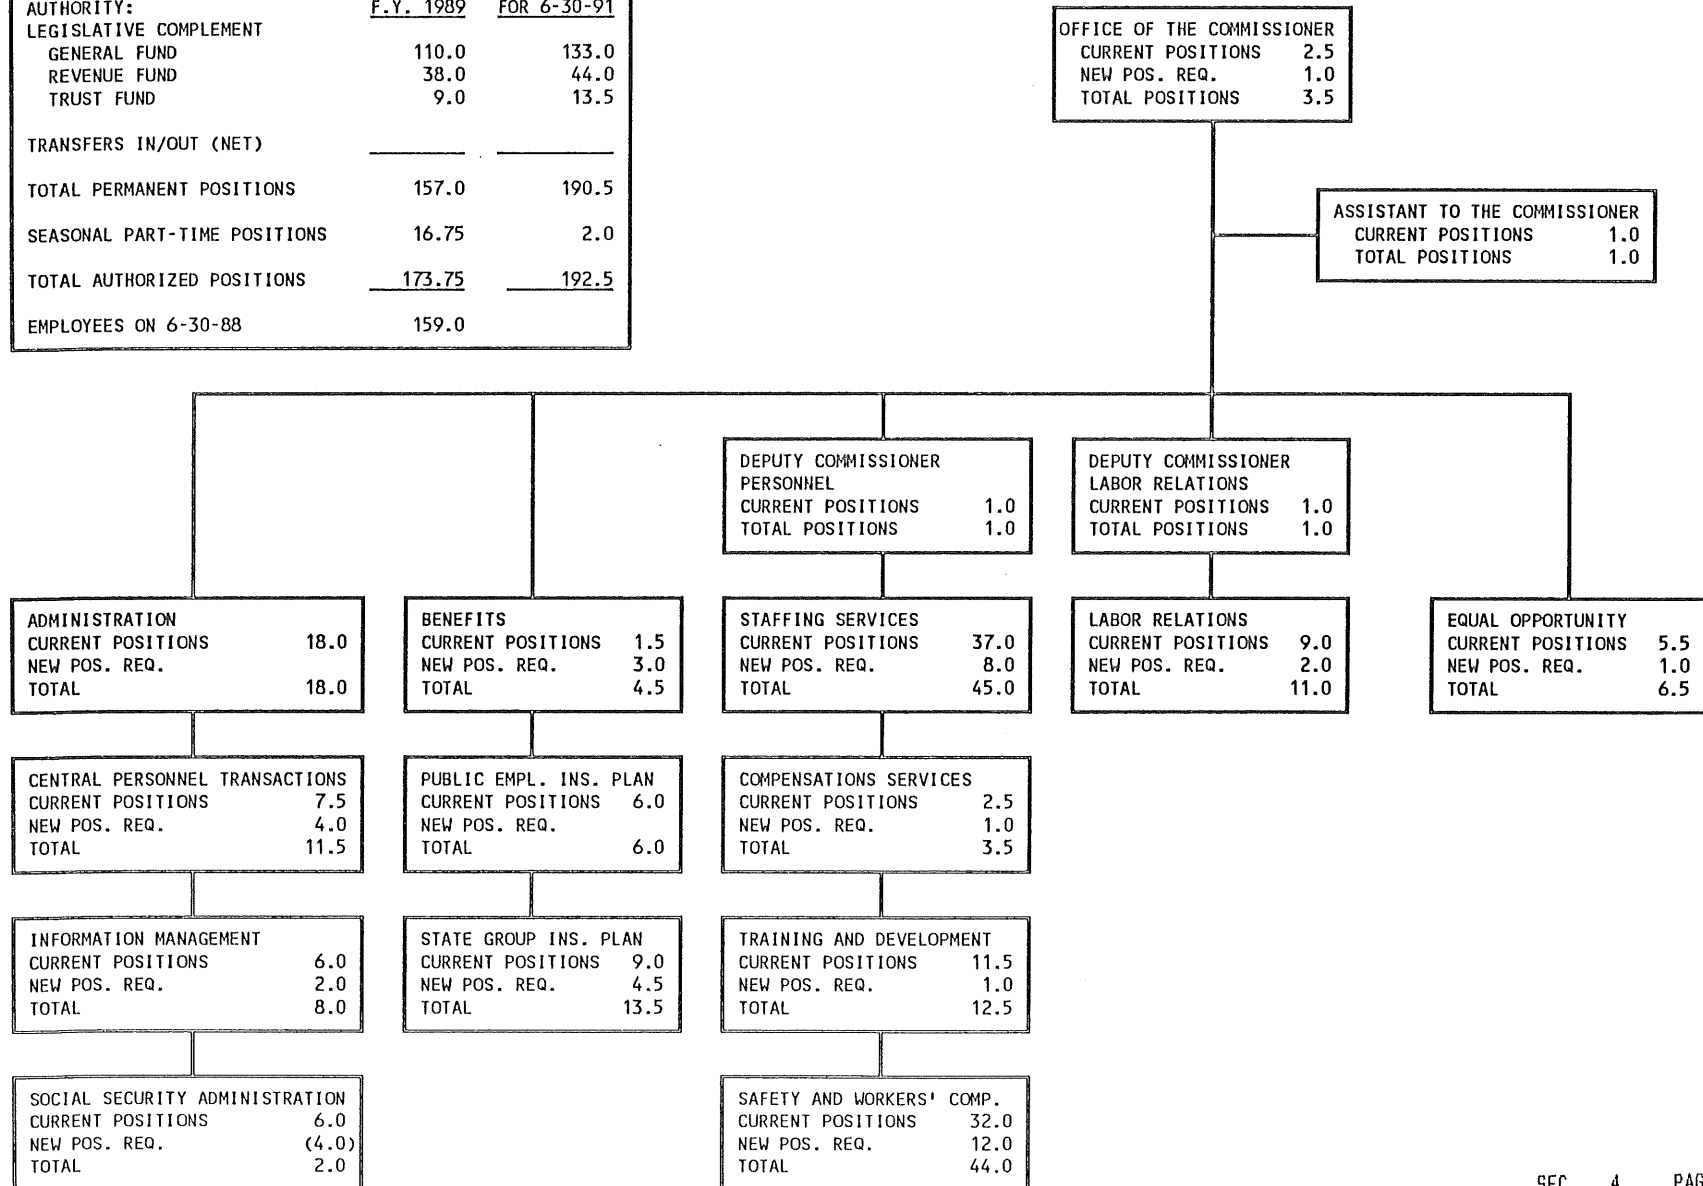 AUTHORITY: F.Y. 1989 FOR 6-30-91
LEGISLATIVE COMPLEMENT
GENERAL FUND 110.0 133.0
REVENUE FUND 38.0 44.0
TRUST FUND 9.0 13.5
TRANSFERS IN/OUT (NET)
TOTAL PERMANENT POSITIONS 157.0 190.5
SEASONAL PART-TIME POSITIONS 16.75 2.0
TOTAL AUTHORIZED POSITIONS 173.75 192.5
EMPLOYEES ON 6-30-88 159.0
OFFICE OF THE COMMISSIONER
CURRENT POSITIONS 2.5
NEW POS. REQ. 1.0
TOTAL POSITIONS 3.5
ASSISTANT TO THE COMMISSIONER
CURRENT POSITIONS 1.0
TOTAL POSITIONS 1.0
DEPUTY COMMISSIONER
PERSONNEL
CURRENT POSITIONS 1.0
TOTAL POSITIONS 1.0
DEPUTY COMMISSIONER
LABOR RELATIONS
CURRENT POSITIONS 1.0
TOTAL POSITIONS 1.0
ADMINISTRATION
CURRENT POSITIONS 18.0
NEW POS. REQ.
TOTAL 18.0
BENEFITS
CURRENT POSITIONS 1.5
NEW POS. REQ. 3.0
TOTAL 4.5
STAFFING SERVICES
CURRENT POSITIONS 37.0
NEW POS. REQ. 8.0
TOTAL 45.0
LABOR RELATIONS
CURRENT POSITIONS 9.0
NEW POS. REQ. 2.0
TOTAL 11.0
EQUAL OPPORTUNITY
CURRENT POSITIONS 5.5
NEW POS. REQ. 1.0
TOTAL 6.5
CENTRAL PERSONNEL TRANSACTIONS
CURRENT POSITIONS 7.5
NEW POS. REQ. 4.0
TOTAL 11.5
PUBLIC EMPL. INS. PLAN
CURRENT POSITIONS 6.0
NEW POS. REQ.
TOTAL 6.0
COMPENSATIONS SERVICES
CURRENT POSITIONS 2.5
NEW POS. REQ. 1.0
TOTAL 3.5
INFORMATION MANAGEMENT
CURRENT POSITIONS 6.0
NEW POS. REQ. 2.0
TOTAL 8.0
STATE GROUP INS. PLAN
CURRENT POSITIONS 9.0
NEW POS. REQ. 4.5
TOTAL 13.5
TRAINING AND DEVELOPMENT
CURRENT POSITIONS 11.5
NEW POS. REQ. 1.0
TOTAL 12.5
SOCIAL SECURITY ADMINISTRATION
CURRENT POSITIONS 6.0
NEW POS. REQ. (4.0)
TOTAL 2.0
SAFETY AND WORKERS' COMP.
CURRENT POSITIONS 32.0
NEW POS. REQ. 12.0
TOTAL 44.0
SEC 4 PAG